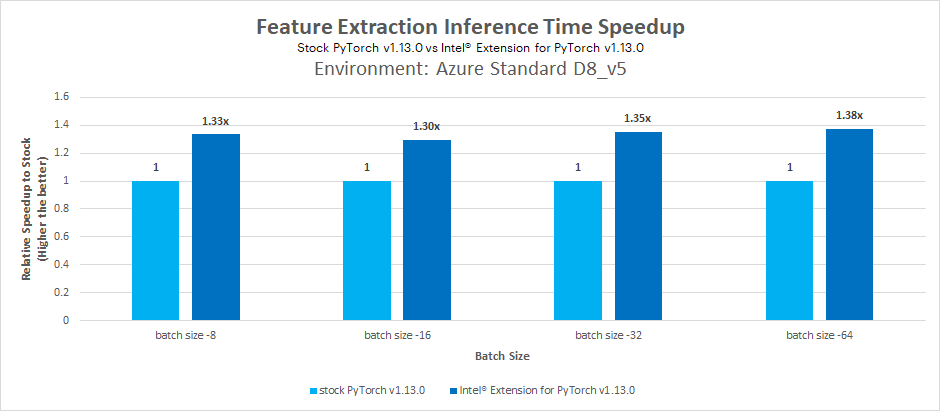 Feature Extraction Inference Time Speedup
Stock PyTorch v1.13.0 vs Intel® Extension for PyTorch v1.13.0
Environment: Azure Standard D8_v5
Relative Speedup to Stock
(Higher the better)
1.6
1.4
1.2
1
0.8
0.6
0.4
0.2
0
1
1.33x
1
1.30x
1
1.35x
1
1.38x
batch size -8
batch size -16
batch size -32
batch size -64
Batch Size
stock PyTorch v1.13.0
Intel® Extension for PyTorch v1.13.0